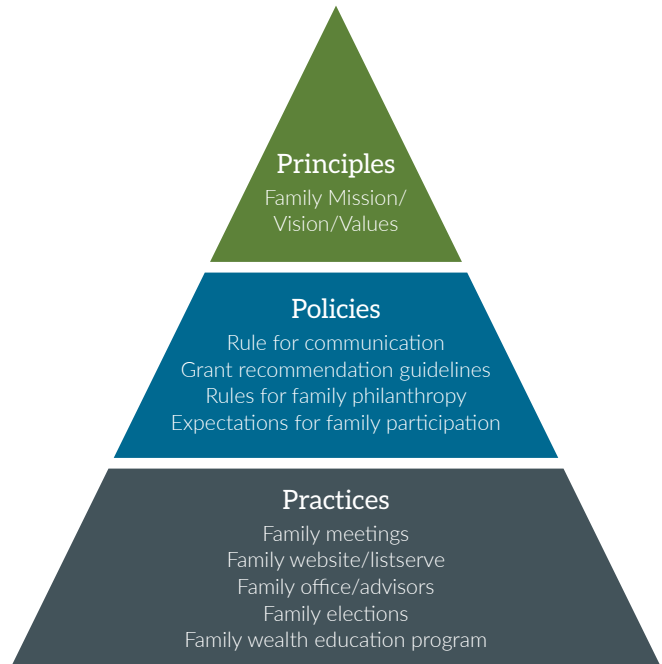 Principles
Family Mission/
Vision/Values
Policies
Rule for communication
Grant recommendation guidelines
Rules for family philanthropy
Expectations for family participation
Practices
Family meetings
Family website/listserve
Family office/advisors
Family elections
Family wealth education program